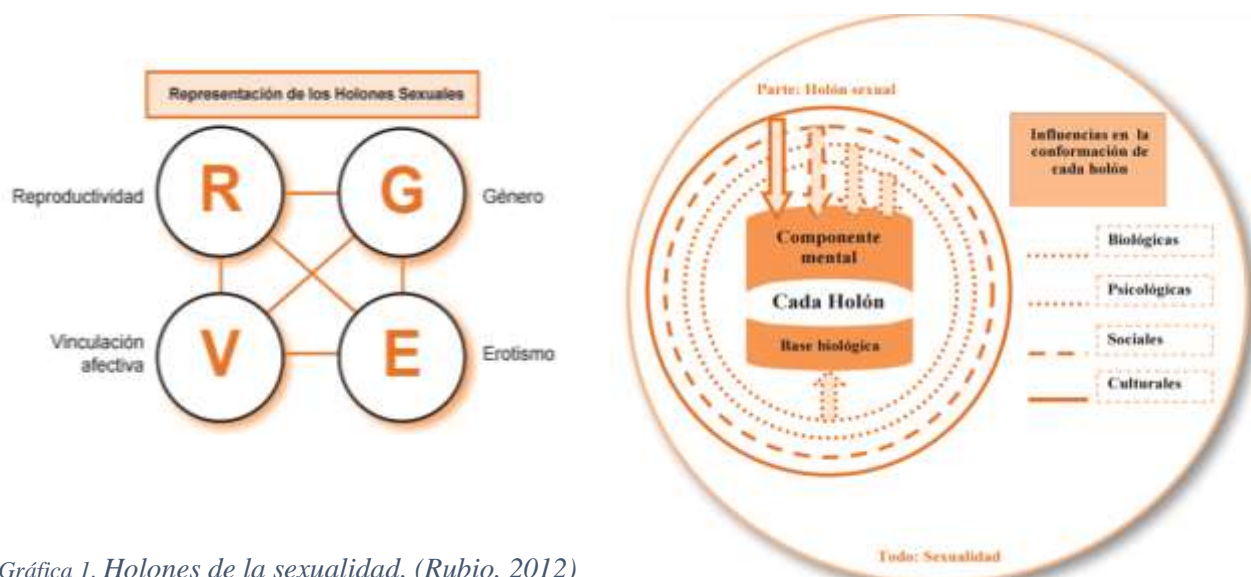 Representación de los Holones Sexuales
R
G
Reproductividad
Género
V
E
Vinculación
afectiva
Erotismo
Gráfica 1. Holones de la sexualidad. (Rubio, 2012)
Parte: Holón sexual
Influencias en la
conformación de
cada holón
Componente
mental
Cada Holón
Base biológica
Biológicas
Psicológicas
Sociales
Culturales
Todo: Sexualidad